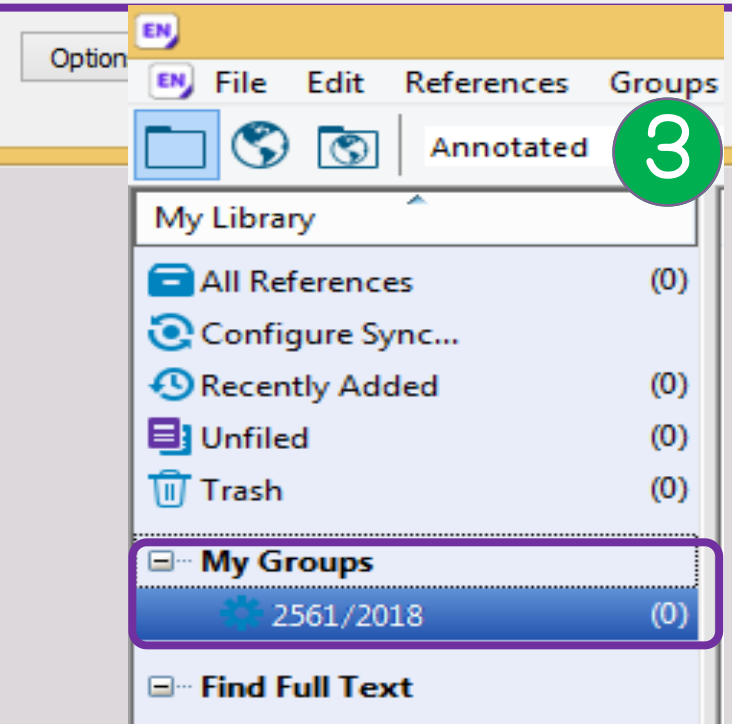 EN
Option
EN File Edit References Groups
Annotated
3
My Library
All References (0)
Configure Sync...
Recently Added (0)
Unfiled (0)
Trash (0)
My Groups
2561/2018 (0)
Find Full Text